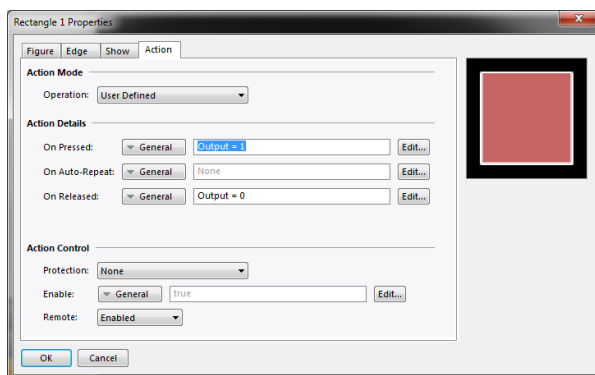 Rectangle 1 Properties
Figure Edge Show Action
Action Mode
Operation: User Defined
Action Details
On Pressed: General Output = 1 Edit...
On Auto-Repeat: General None Edit...
On Released: General Output = 0 Edit...
Action Control
Protection: None
Enable: General true Edit...
Remote: Enabled
OK Cancel